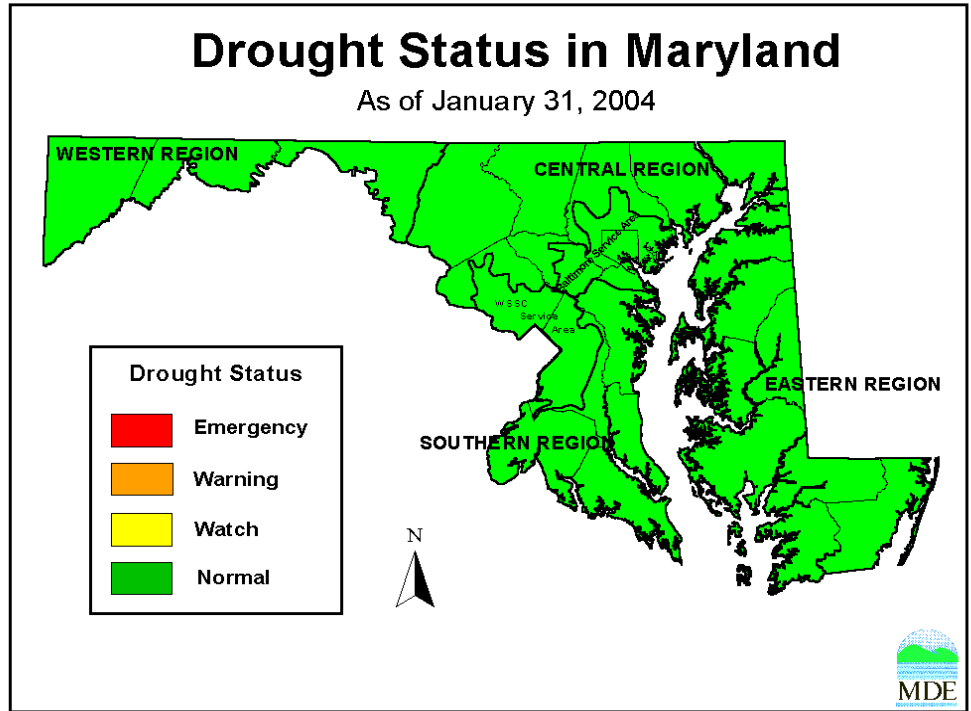 Drought Status in Maryland
As of January 31, 2004
WESTERN REGION
CENTRAL REGION
Baltimore Service Area
WSSC
Service
Area
Drought Status
Emergency
Warning
Watch
Normal
EASTERN REGION
SOUTHERN REGION
N
MDE